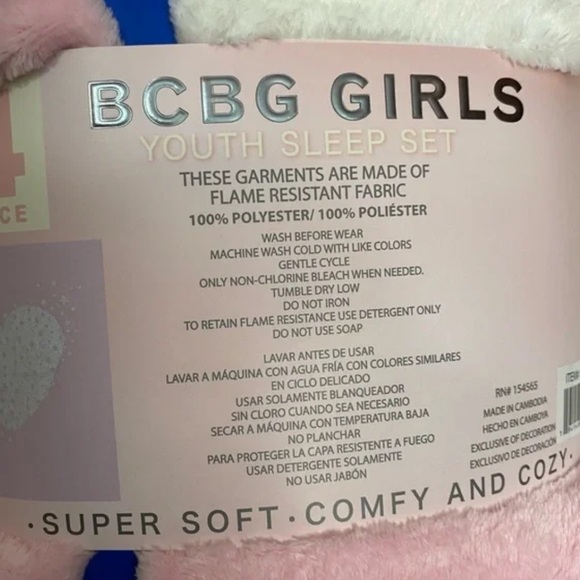 4
CE
BCBG GIRLS
YOUTH SLEEP SET
THESE GARMENTS ARE MADE OF
FLAME RESISTANT FABRIC
100% POLYESTER/ 100% POLIÉSTER
WASH BEFORE WEAR
MACHINE WASH COLD WITH LIKE COLORS
GENTLE CYCLE
ONLY NON-CHLORINE BLEACH WHEN NEEDED.
TUMBLE DRY LOW
DO NOT IRON
TO RETAIN FLAME RESISTANCE USE DETERGENT ONLY
DO NOT USE SOAP
LAVAR ANTES DE USAR
LAVAR A MÁQUINA CON AGUA FRÍA CON COLORES SIMILARES
EN CICLO DELICADO
USAR SOLAMENTE BLANQUEADOR
SIN CLORO CUANDO SEA NECESARIO
SECAR A MÁQUINA CON TEMPERATURA BAJA
NO PLANCHAR
PARA PROTEGER LA CAPA RESISTENTE A FUEGO
USAR DETERGENTE SOLAMENTE
NO USAR JABÓN
RN# 154565
MADE IN CAMBODIA
HECHO EN CAMBOYA
EXCLUSIVE OF DECORATION
EXCLUSIVO DE DECORACIÓN
ITEM#
· SUPER SOFT · COMFY AND COZY ·